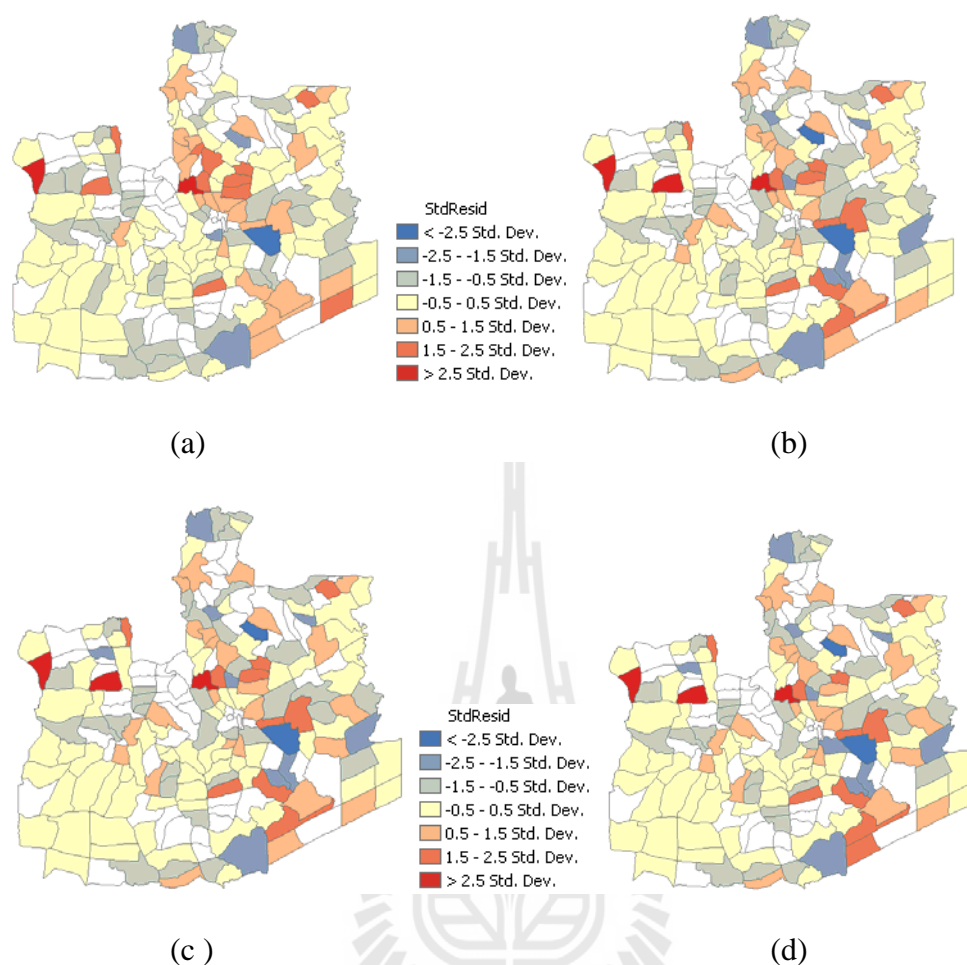 StdResid
< -2.5 Std. Dev.
-2.5 - -1.5 Std. Dev.
-1.5 - -0.5 Std. Dev.
-0.5 - 0.5 Std. Dev.
0.5 - 1.5 Std. Dev.
1.5 - 2.5 Std. Dev.
> 2.5 Std. Dev.
(a)
(b)
StdResid
< -2.5 Std. Dev.
-2.5 - -1.5 Std. Dev.
-1.5 - -0.5 Std. Dev.
-0.5 - 0.5 Std. Dev.
0.5 - 1.5 Std. Dev.
1.5 - 2.5 Std. Dev.
> 2.5 Std. Dev.
(c )
(d)